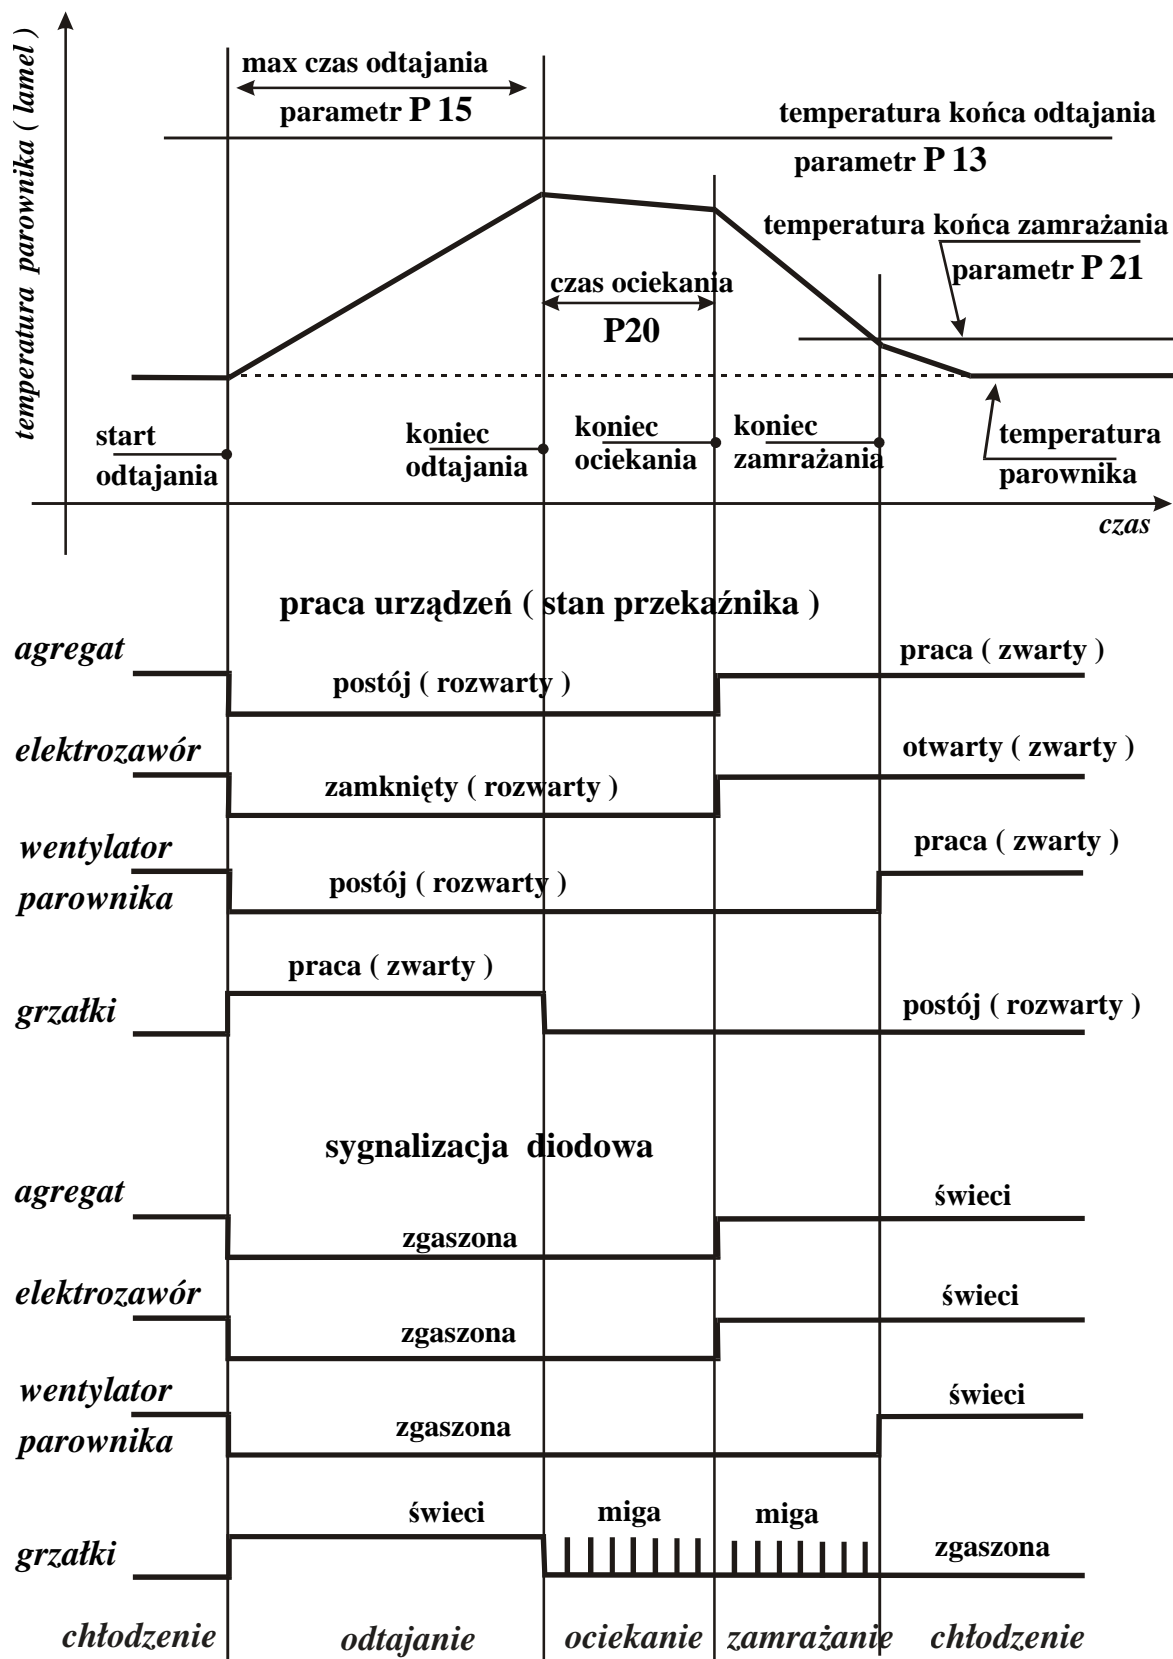 temperatura parownika ( lamel )
max czas odtajania
parametr P 15
temperatura końca odtajania
parametr P 13
temperatura końca zamrażania
parametr P 21
czas ociekania
P20
start
odtajania
koniec
odtajania
koniec
ociekania
koniec
zamrażania
temperatura
parownika
czas
praca urządzeń ( stan przekaźnika )
agregat
postój ( rozwarty )
praca ( zwarty )
elektrozawór
zamknięty ( rozwarty )
otwarty ( zwarty )
wentylator
parownika
postój ( rozwarty )
praca ( zwarty )
grzałki
praca ( zwarty )
postój ( rozwarty )
sygnalizacja diodowa
agregat
zgaszona
świeci
elektrozawór
zgaszona
świeci
wentylator
parownika
zgaszona
świeci
grzałki
świeci
miga
miga
zgaszona
chłodzenie
odtajanie
ociekanie
zamrażanie
chłodzenie